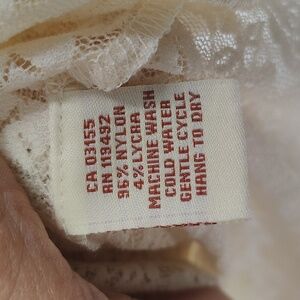 CA 03155
RN 119492
96% NYLON
4% LYCRA
MACHINE WASH
COLD WATER
GENTLE CYCLE
HANG TO DRY